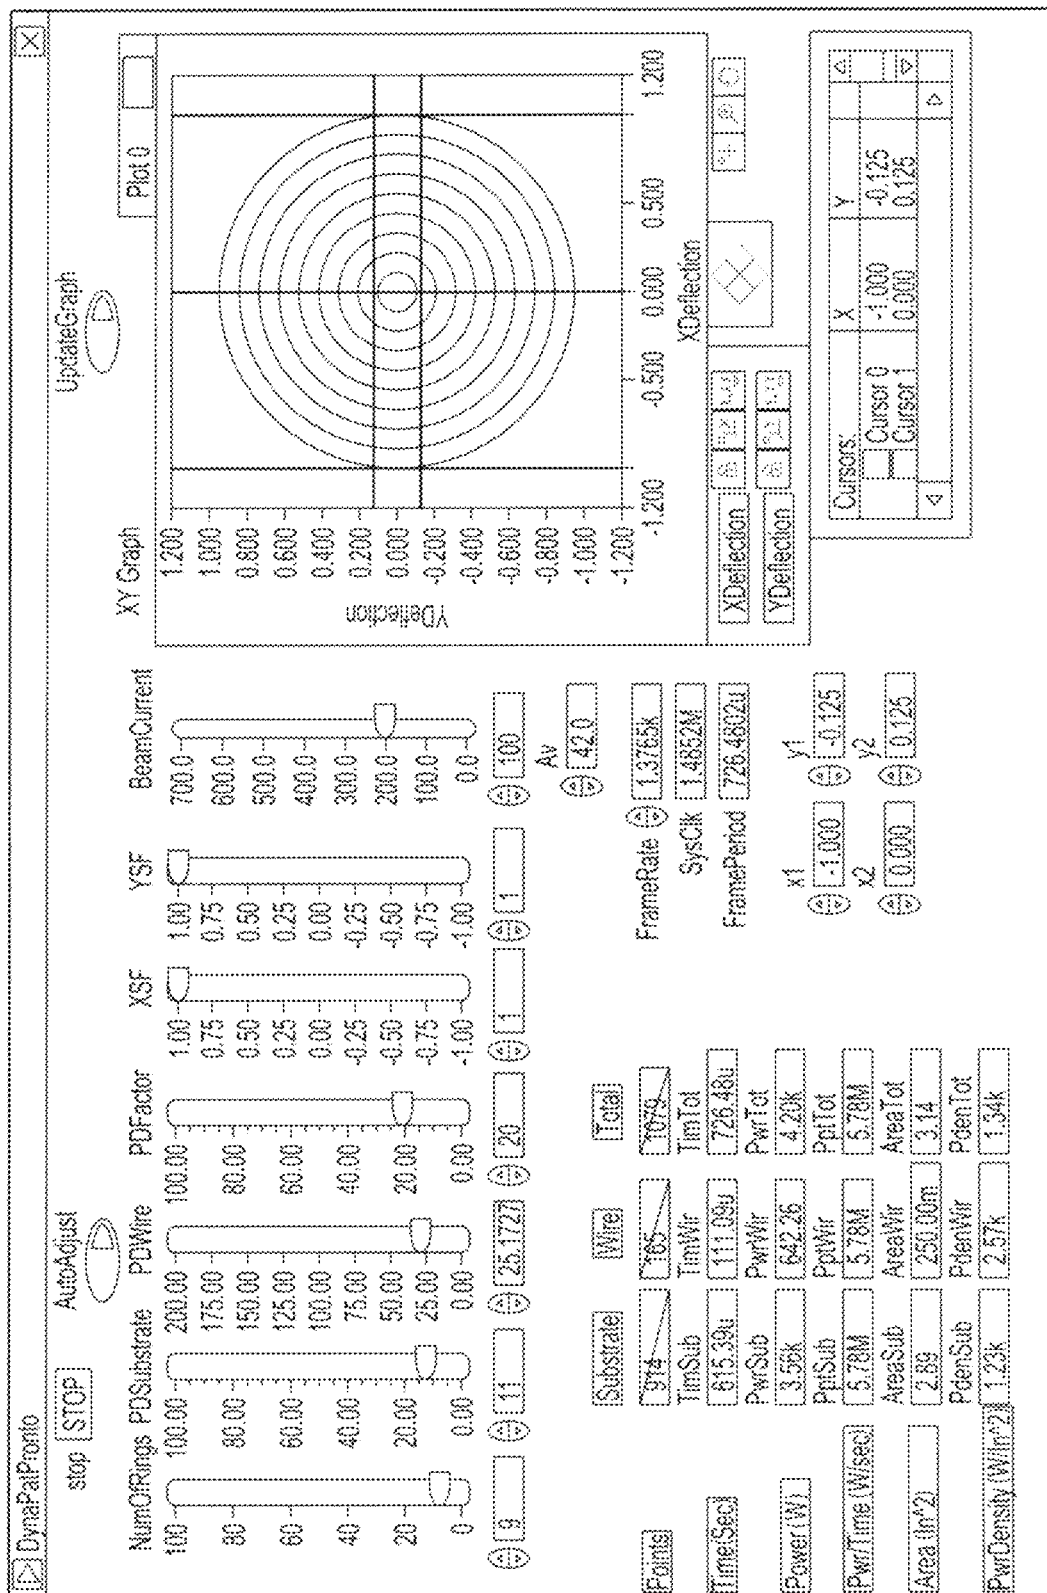 DynaPatPronto
stop STOP
AutoAdjust
UpdateGraph
NumOfRings PDSubstrate PDWire PDFactor XSF YSF BeamCurrent
100 100.00 200.00 100.00 1.00 1.00 700.0
80 80.00 175.00 80.00 0.75 0.75 600.0
60 60.00 150.00 60.00 0.50 0.50 500.0
40 40.00 125.00 40.00 0.25 0.25 400.0
20 20.00 100.00 20.00 0.00 0.00 300.0
0 0.00 75.00 0.00 -0.25 -0.25 200.0
50.00 -0.50 -0.50 100.0
25.00 -0.75 -0.75 0.0
0.00 -1.00 -1.00
9 11 25.1727 20 1 1 100
Av
42.0
FrameRate 1.3765k
SysClk 1.4852M
FramePeriod 726.4802u
x1 y1
-1.000 -0.125
x2 y2
0.000 0.125
Substrate Wire Total
Points 914 165 1079
TimSub TimWir TimTot
Time(Sec) 615.39u 111.09u 726.48u
PwrSub PwrWir PwrTot
Power (W) 3.56k 642.26 4.20k
PptSub PptWir PptTot
Pwr/Time (W/sec) 5.78M 5.78M 5.78M
AreaSub AreaWir AreaTot
Area (In^2) 2.89 250.00m 3.14
PdenSub PdenWir PdenTot
PwrDensity (W/in^2) 1.23k 2.57k 1.34k
XY Graph
Plot 0
YDeflection
1.200
1.000
0.800
0.600
0.400
0.200
0.000
-0.200
-0.400
-0.600
-0.800
-1.000
-1.200
-1.200 -0.500 0.000 0.500 1.200
XDeflection
XDeflection
YDeflection
Cursors: X Y
Cursor 0 -1.000 -0.125
Cursor 1 0.000 0.125